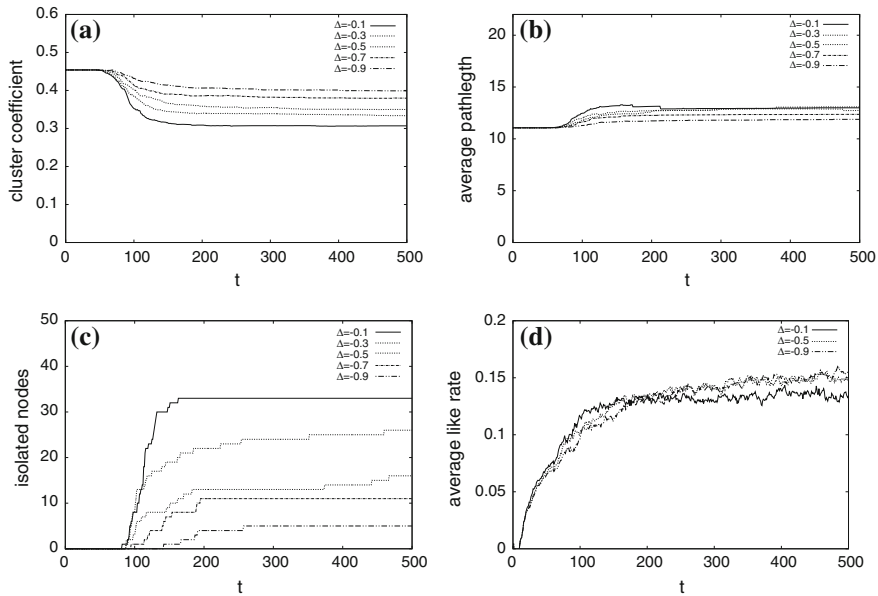 (a)
Δ=-0.1
Δ=-0.3
Δ=-0.5
Δ=-0.7
Δ=-0.9
cluster coefficient
0.6
0.5
0.4
0.3
0.2
0.1
0
0 100 200 300 400 500
t
(b)
Δ=-0.1
Δ=-0.3
Δ=-0.5
Δ=-0.7
Δ=-0.9
average pathlegth
20
15
10
5
0
0 100 200 300 400 500
t
(c)
Δ=-0.1
Δ=-0.3
Δ=-0.5
Δ=-0.7
Δ=-0.9
isolated nodes
50
40
30
20
10
0
0 100 200 300 400 500
t
(d)
Δ=-0.1
Δ=-0.5
Δ=-0.9
average like rate
0.2
0.15
0.1
0.05
0
0 100 200 300 400 500
t